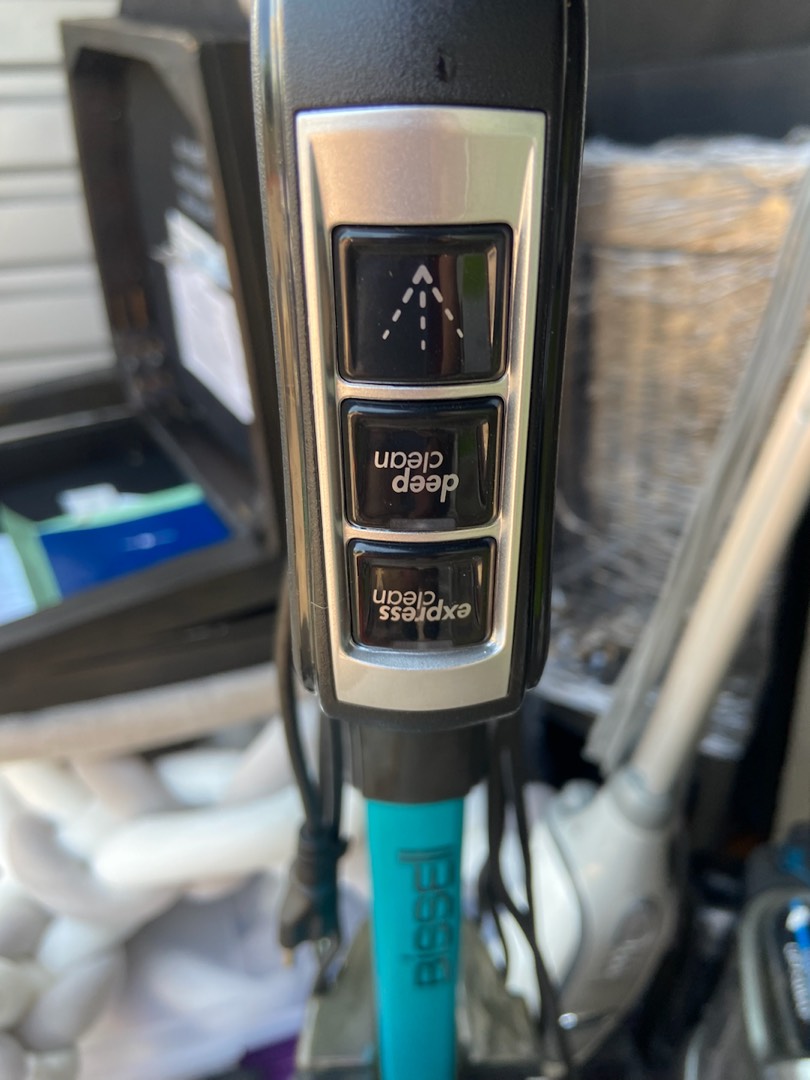 deep
clean
express
clean
BISSELL